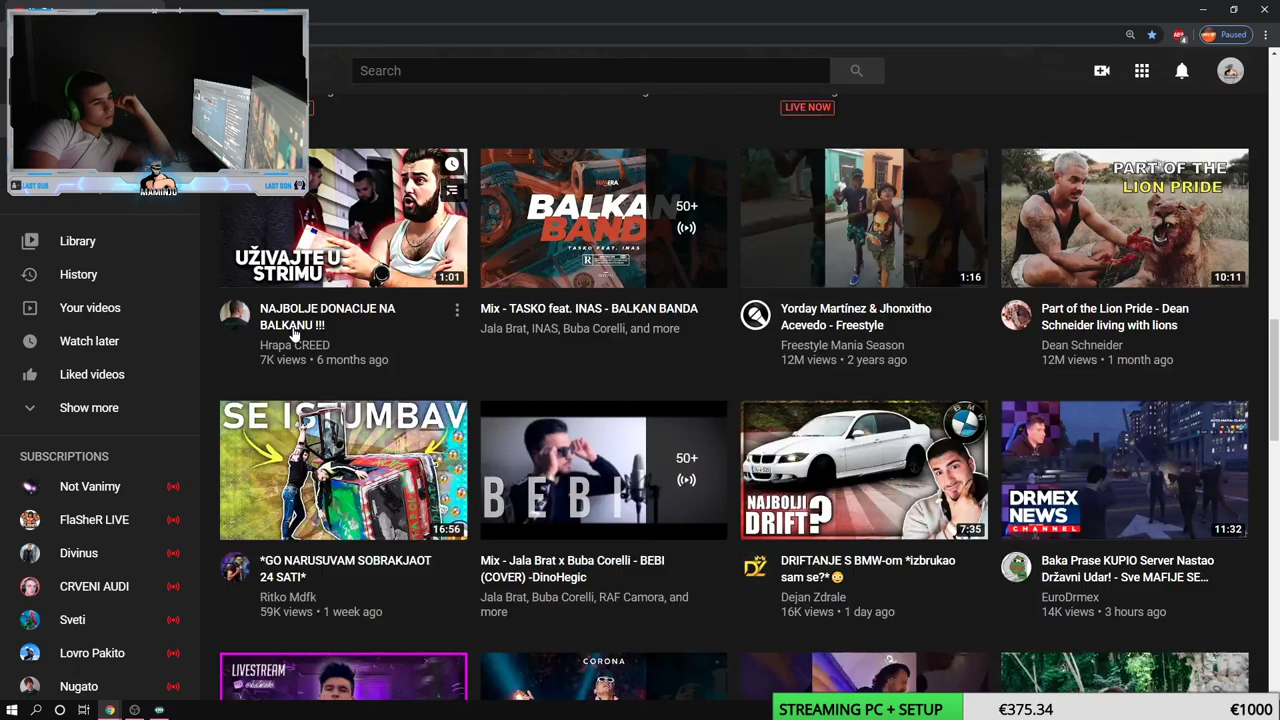 Paused
Search
LIVE NOW
LAST SUB
MAMINJO
LAST DON
Library
History
Your videos
Watch later
Liked videos
Show more
SUBSCRIPTIONS
Not Vanimy
FlaSheR LIVE
Divinus
CRVENI AUDI
Sveti
Lovro Pakito
Nugato
UŽIVAJTE U
STRIMU
1:01
NAJBOLJE DONACIJE NA
BALKANU !!!
Hrapa CREED
7K views • 6 months ago
BALKAN
BANDA
TASKO FEAT. INAS
50+
Mix - TASKO feat. INAS - BALKAN BANDA
Jala Brat, INAS, Buba Corelli, and more
1:16
Yorday Martínez & Jhonxitho
Acevedo - Freestyle
Freestyle Mania Season
12M views • 2 years ago
PART OF THE
LION PRIDE
10:11
Part of the Lion Pride - Dean
Schneider living with lions
Dean Schneider
12M views • 1 month ago
SE ISTUMBAV
16:56
*GO NARUSUVAM SOBRAKJAOT
24 SATI*
Ritko Mdfk
59K views • 1 week ago
BEBI
50+
Mix - Jala Brat x Buba Corelli - BEBI
(COVER) -DinoHegic
Jala Brat, Buba Corelli, RAF Camora, and
more
NAJBOLJI
DRIFT?
7:35
DRIFTANJE S BMW-om *izbrukao
sam se?*😳
Dejan Zdrale
16K views • 1 day ago
DRMEX
NEWS
CHANNEL
11:32
Baka Prase KUPIO Server Nastao
Državni Udar! - Sve MAFIJE SE...
EuroDrmex
14K views • 3 hours ago
LIVESTREAM
CORONA
STREAMING PC + SETUP
€375.34
€1000